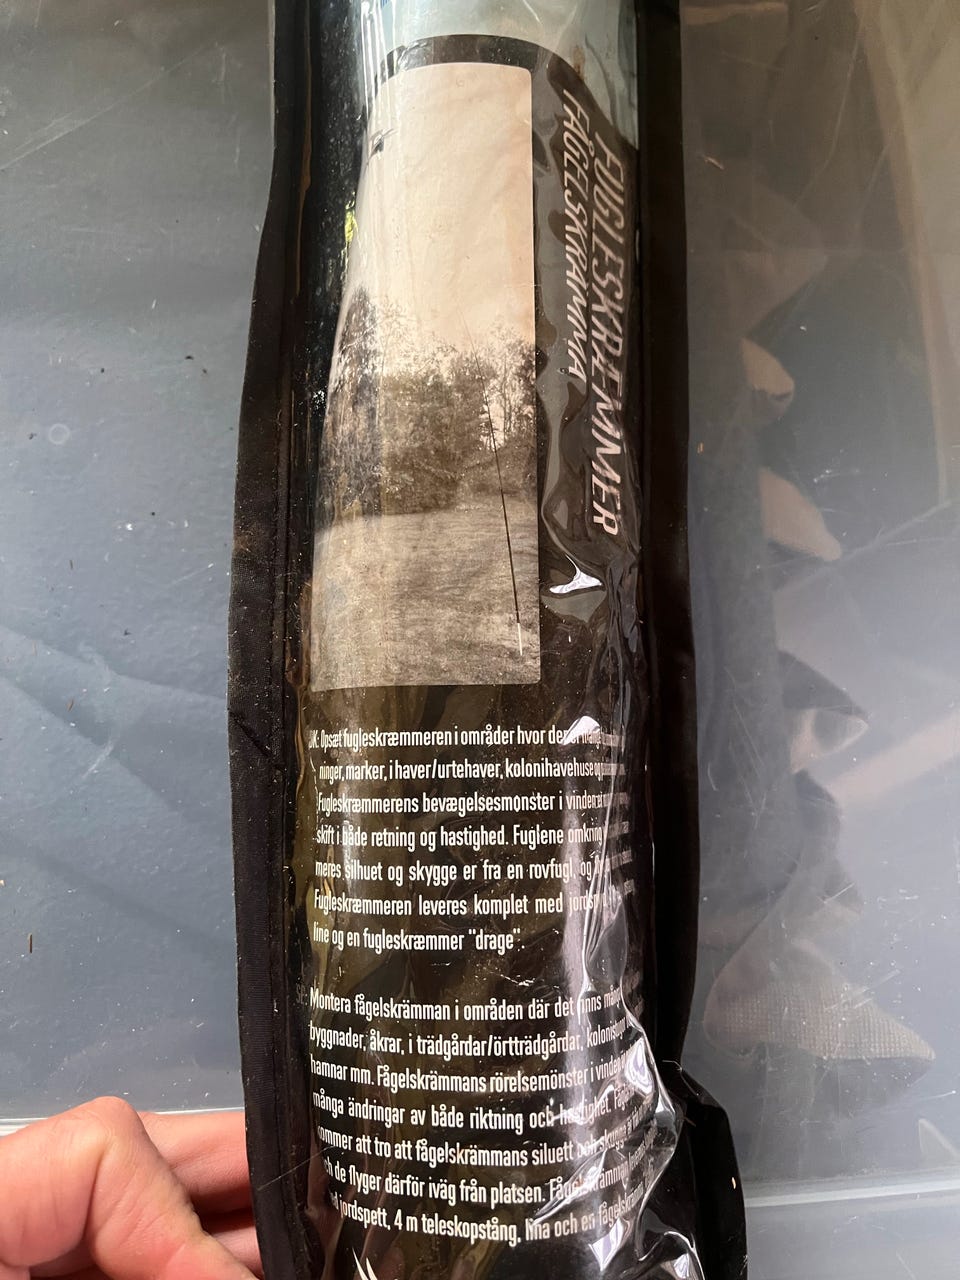 FUGLESKRÆMMER
FÅGELSKRÄMMA
DK: Opsæt fugleskræmmeren i områder hvor der er mange
ninger, marker, i haver/urtehaver, kolonihavehuse og
Fugleskræmmerens bevægelsesmønster i vinden
skift i både retning og hastighed. Fuglene omkring
meres silhuet og skygge er fra en rovfugl og
Fugleskræmmeren leveres komplet med
line og en fugleskræmmer "drage".
SE: Montera fågelskrämman i områden där det finns
byggnader, åkrar, i trädgårdar/örtträdgårdar,
hamnar mm. Fågelskrämmans rörelsemönster i
många ändringar av både riktning och hastighet.
kommer att tro att fågelskrämmans siluett och skugga
och de flyger därför iväg från platsen. Fågelskrämman
jordspett, 4 m teleskopstång, lina och en